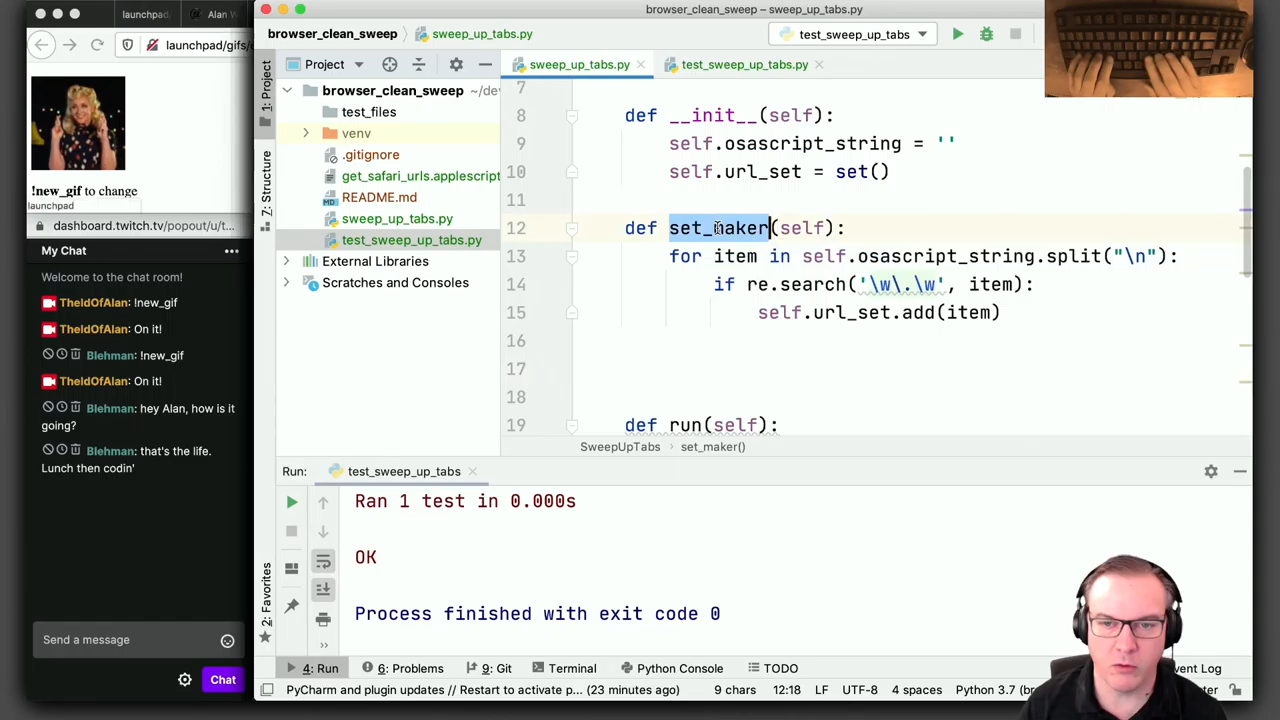 launchpad/
Alan W
launchpad/gifs/
!new_gif to change
launchpad
dashboard.twitch.tv/popout/u/t...
My Chat
Welcome to the chat room!
TheIdOfAlan: !new_gif
TheIdOfAlan: On it!
Blehman: !new_gif
TheIdOfAlan: On it!
Blehman: hey Alan, how is it
going?
Blehman: that's the life.
Lunch then codin'
Send a message
Chat
browser_clean_sweep – sweep_up_tabs.py
browser_clean_sweep
sweep_up_tabs.py
test_sweep_up_tabs
1: Project
7: Structure
2: Favorites
Project
browser_clean_sweep ~/de
test_files
venv
.gitignore
get_safari_urls.applescript
README.md
sweep_up_tabs.py
test_sweep_up_tabs.py
External Libraries
Scratches and Consoles
sweep_up_tabs.py
test_sweep_up_tabs.py
7
8 def __init__(self):
9 self.osascript_string = ''
10 self.url_set = set()
11
12 def set_maker(self):
13 for item in self.osascript_string.split("\n"):
14 if re.search('\w\.\w', item):
15 self.url_set.add(item)
16
17
18
19 def run(self):
SweepUpTabs set_maker()
Run: test_sweep_up_tabs
Ran 1 test in 0.000s
OK
Process finished with exit code 0
4: Run
6: Problems
9: Git
Terminal
Python Console
TODO
vent Log
PyCharm and plugin updates // Restart to activate p... (23 minutes ago)
9 chars
12:18
LF
UTF-8
4 spaces
Python 3.7 (br